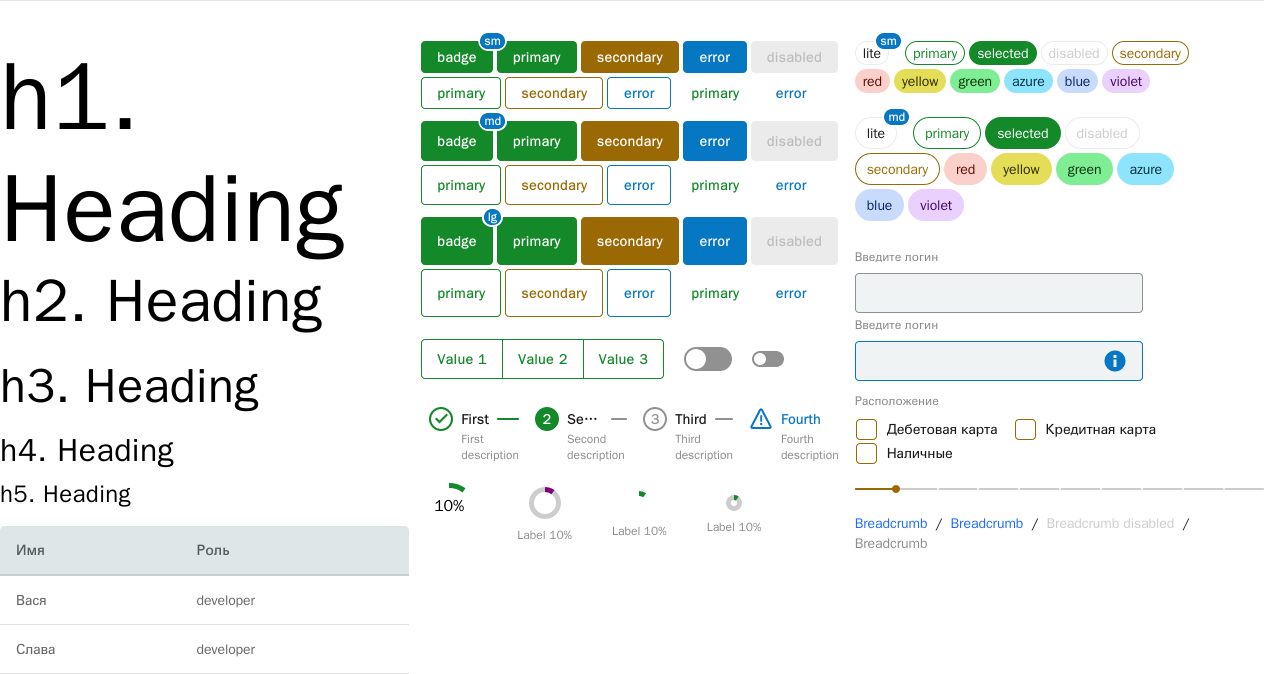 h1.
Heading
h2. Heading
h3. Heading
h4. Heading
h5. Heading
Имя Роль
Вася developer
Слава developer
sm
badge primary secondary error disabled
primary secondary error primary error
md
badge primary secondary error disabled
primary secondary error primary error
lg
badge primary secondary error disabled
primary secondary error primary error
Value 1 Value 2 Value 3
First 2 Se··· 3 Third Fourth
First Second Third Fourth
description description description description
10%
Label 10% Label 10% Label 10%
sm
lite primary selected disabled secondary
red yellow green azure blue violet
md
lite primary selected disabled
secondary red yellow green azure
blue violet
Введите логин
Введите логин
Расположение
Дебетовая карта Кредитная карта
Наличные
Breadcrumb / Breadcrumb / Breadcrumb disabled /
Breadcrumb